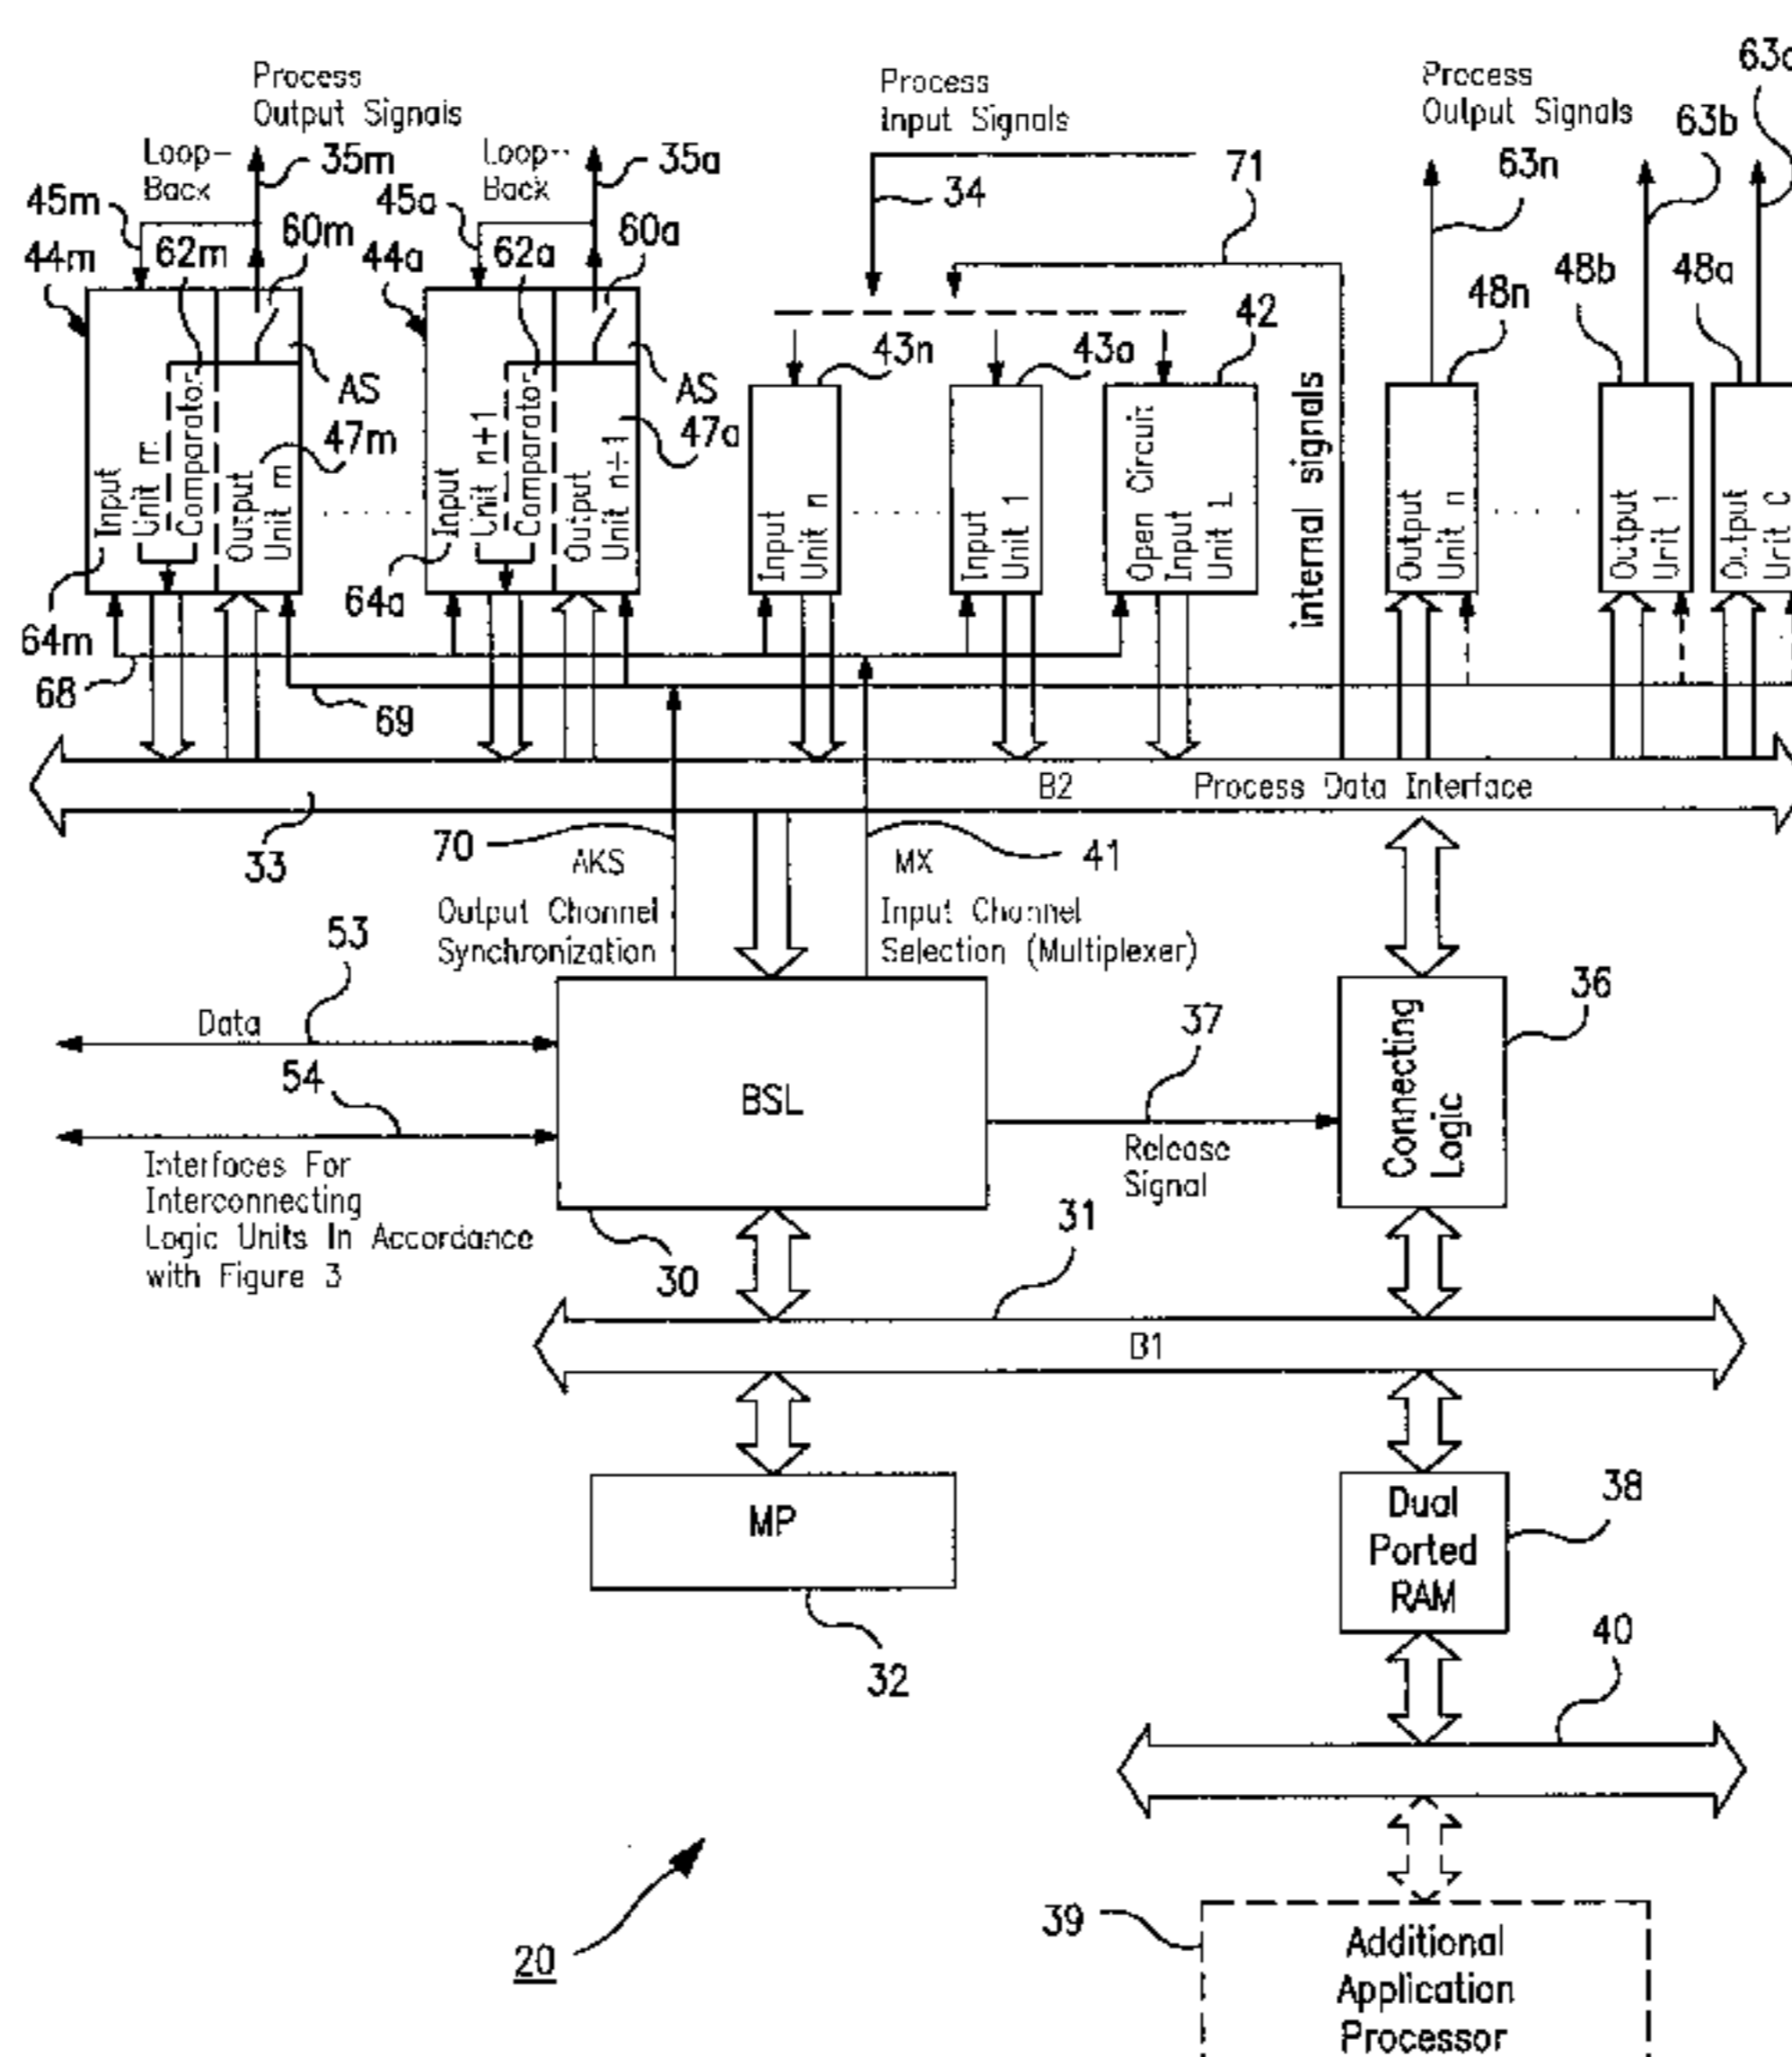 Process
Output Signals
Process
Input Signals
Process
Output Signals
63b
63n
Loop-
Back
35m
Loop-
Back
35a
34
71
45m
45a
44m
62m
60m
44a
62a
60a
48n
48b
48a
43n
43a
42
AS
47m
AS
47a
Input
Unit m
Comparator
Output
Unit m
Input
Unit n+1
Comparator
Output
Unit n+1
Input
Unit n
Input
Unit 1
Open Circuit
Input
Unit 1
internal signals
Output
Unit n
Output
Unit 1
Output
Unit 0
64m
64a
68
69
B2
Process Data Interface
33
70
AKS
MX
41
Output Channel
Synchronization
Input Channel
Selection (Multiplexer)
53
Data
54
BSL
37
Release
Signal
36
Connecting
Logic
Interfaces For
Interconnecting
Logic Units In Accordance
with Figure 3
30
31
B1
MP
32
Dual
Ported
RAM
38
40
20
39
Additional
Application
Processor